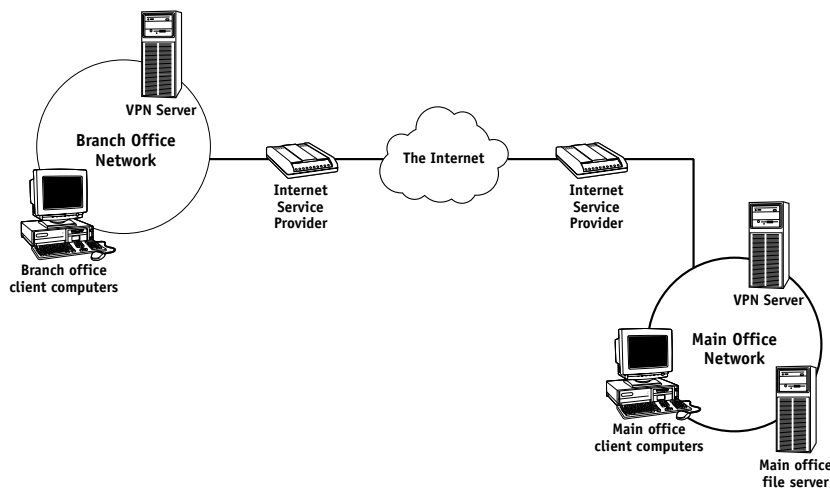 VPN Server
Branch Office
Network
Branch office
client computers
Internet
Service
Provider
The Internet
Internet
Service
Provider
VPN Server
Main Office
Network
Main office
client computers
Main office
file server